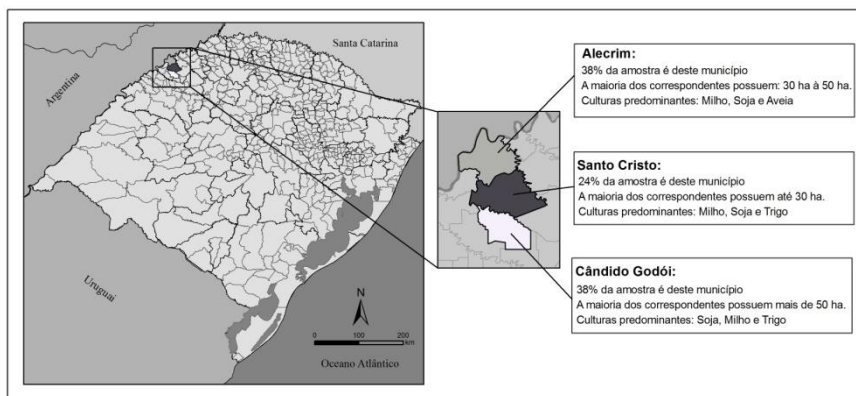 Santa Catarina
Argentina
Uruguai
N
0 100 200
km
Oceano Atlântico
Alecrim:
38% da amostra é deste município
A maioria dos correspondentes possuem: 30 ha à 50 ha.
Culturas predominantes: Milho, Soja e Aveia
Santo Cristo:
24% da amostra é deste município
A maioria dos correspondentes possuem até 30 ha.
Culturas predominantes: Milho, Soja e Trigo
Cândido Godói:
38% da amostra é deste município
A maioria dos correspondentes possuem mais de 50 ha.
Culturas predominantes: Soja, Milho e Trigo